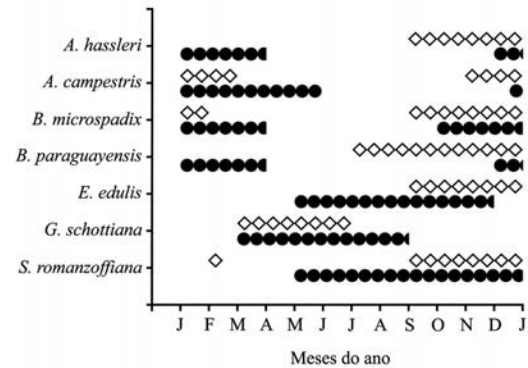 A. hassleri
A. campestris
B. microspadix
B. paraguayensis
E. edulis
G. schottiana
S. romanzoffiana
J F M A M J J A S O N D J
Meses do ano